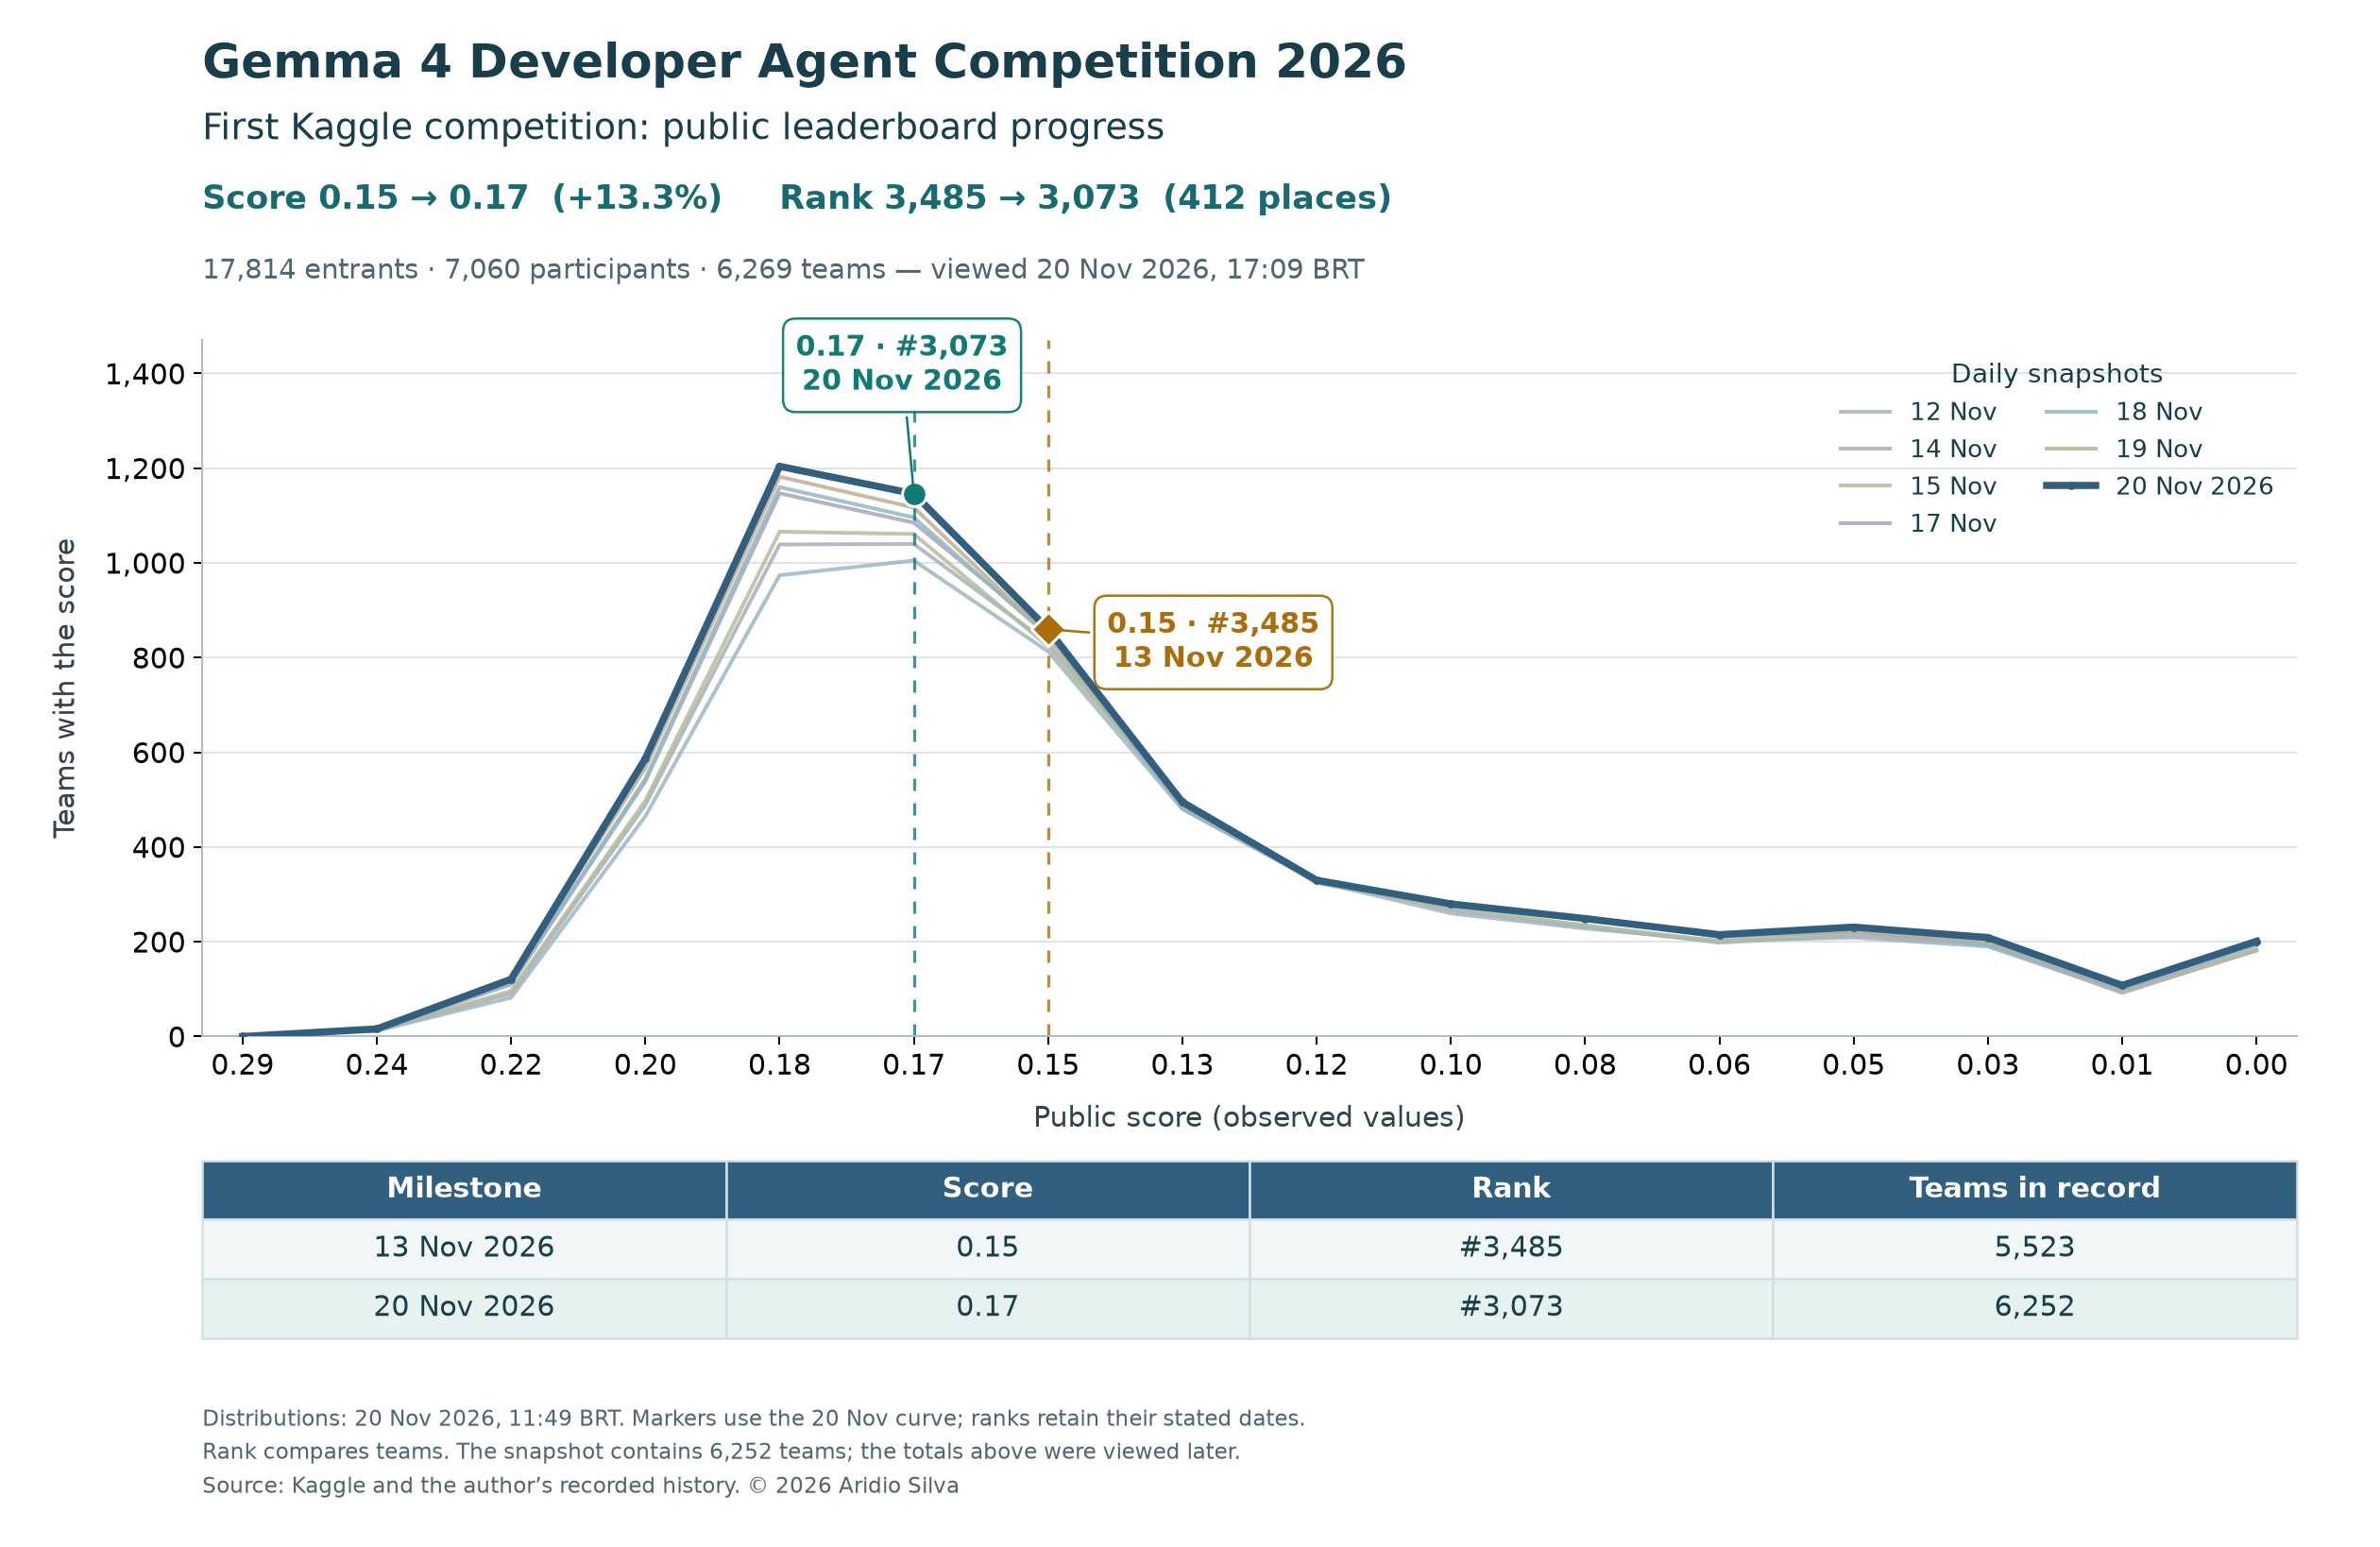 Gemma 4 Developer Agent Competition 2026
First Kaggle competition: public leaderboard progress
Score 0.15 → 0.17 (+13.3%) Rank 3,485 → 3,073 (412 places)
17,814 entrants · 7,060 participants · 6,269 teams — viewed 20 Nov 2026, 17:09 BRT
0.17 · #3,073
20 Nov 2026
0.15 · #3,485
13 Nov 2026
Daily snapshots
12 Nov
14 Nov
15 Nov
17 Nov
18 Nov
19 Nov
20 Nov 2026
Teams with the score
1,400
1,200
1,000
800
600
400
200
0
0.29 0.24 0.22 0.20 0.18 0.17 0.15 0.13 0.12 0.10 0.08 0.06 0.05 0.03 0.01 0.00
Public score (observed values)
Milestone Score Rank Teams in record
13 Nov 2026 0.15 #3,485 5,523
20 Nov 2026 0.17 #3,073 6,252
Distributions: 20 Nov 2026, 11:49 BRT. Markers use the 20 Nov curve; ranks retain their stated dates.
Rank compares teams. The snapshot contains 6,252 teams; the totals above were viewed later.
Source: Kaggle and the author’s recorded history. © 2026 Aridio Silva